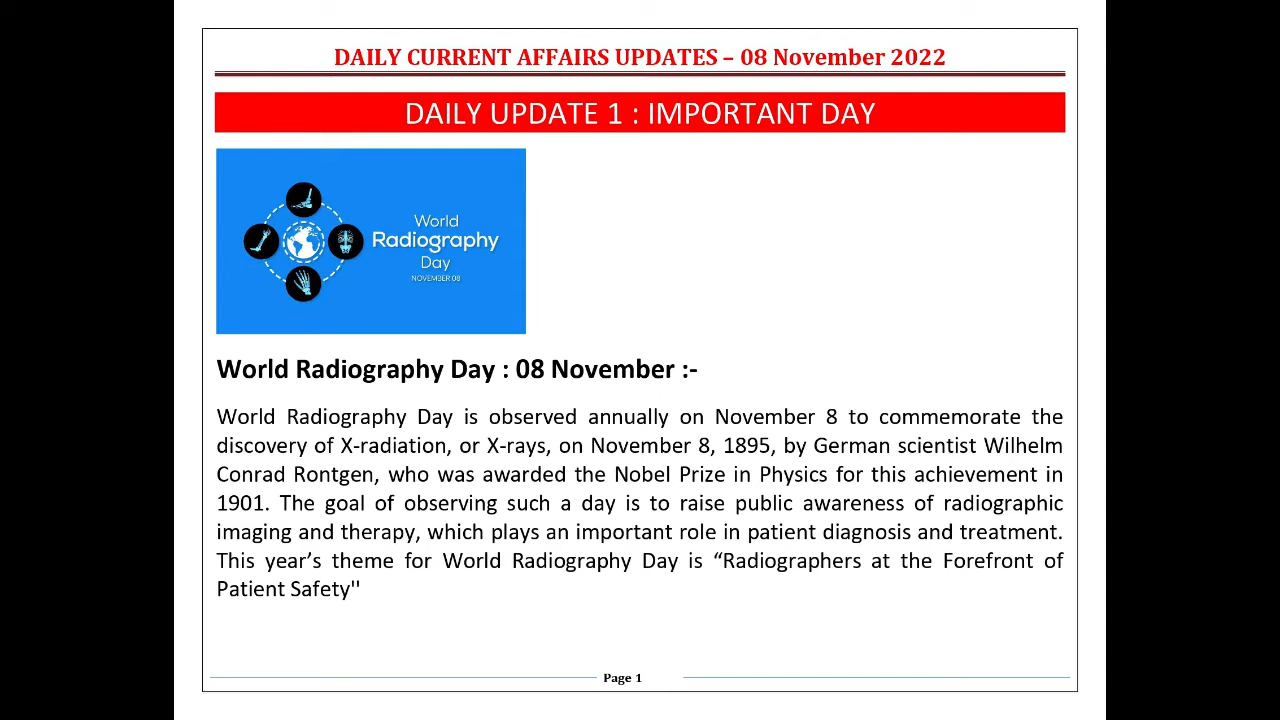 DAILY CURRENT AFFAIRS UPDATES – 08 November 2022
DAILY UPDATE 1 : IMPORTANT DAY
World
Radiography
Day
NOVEMBER 08
World Radiography Day : 08 November :-
World Radiography Day is observed annually on November 8 to commemorate the
discovery of X-radiation, or X-rays, on November 8, 1895, by German scientist Wilhelm
Conrad Rontgen, who was awarded the Nobel Prize in Physics for this achievement in
1901. The goal of observing such a day is to raise public awareness of radiographic
imaging and therapy, which plays an important role in patient diagnosis and treatment.
This year’s theme for World Radiography Day is “Radiographers at the Forefront of
Patient Safety''
Page 1